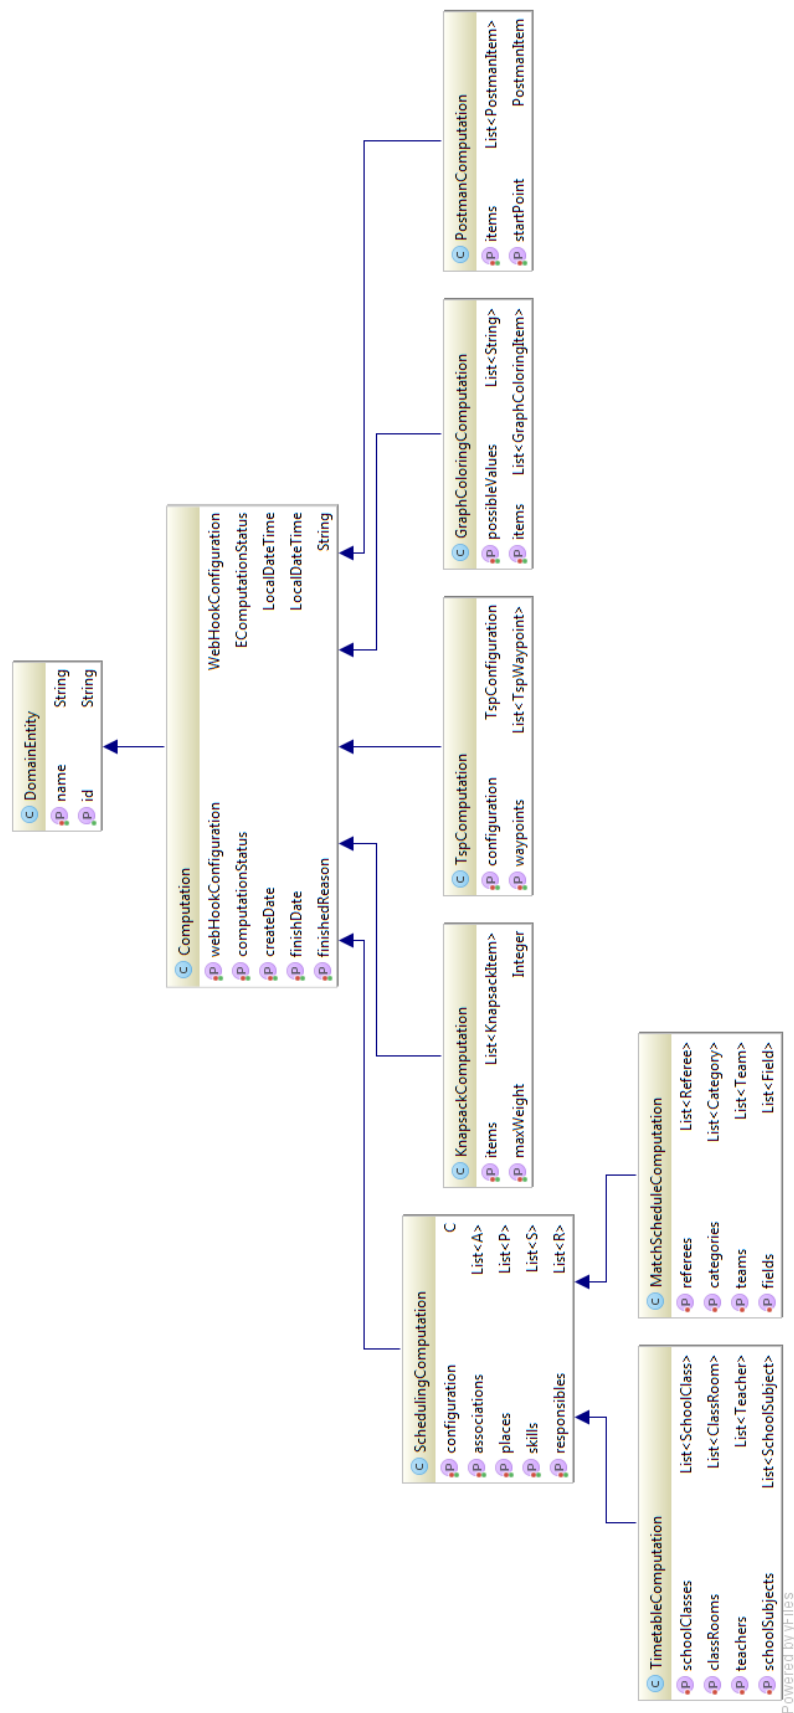 DomainEntity
name String
id String
Computation
webHookConfiguration WebHookConfiguration
computationStatus EComputationStatus
createDate LocalDateTime
finishDate LocalDateTime
finishedReason String
SchedulingComputation
configuration C
associations List<A>
places List<P>
skills List<S>
responsibles List<R>
KnapsackComputation
items List<KnapsackItem>
maxWeight Integer
TspComputation
configuration TspConfiguration
waypoints List<TspWaypoint>
GraphColoringComputation
possibleValues List<String>
items List<GraphColoringItem>
PostmanComputation
items List<PostmanItem>
startPoint PostmanItem
TimetableComputation
schoolClasses List<SchoolClass>
classRooms List<ClassRoom>
teachers List<Teacher>
schoolSubjects List<SchoolSubject>
MatchScheduleComputation
referees List<Referee>
categories List<Category>
teams List<Team>
fields List<Field>
Powered by yFiles